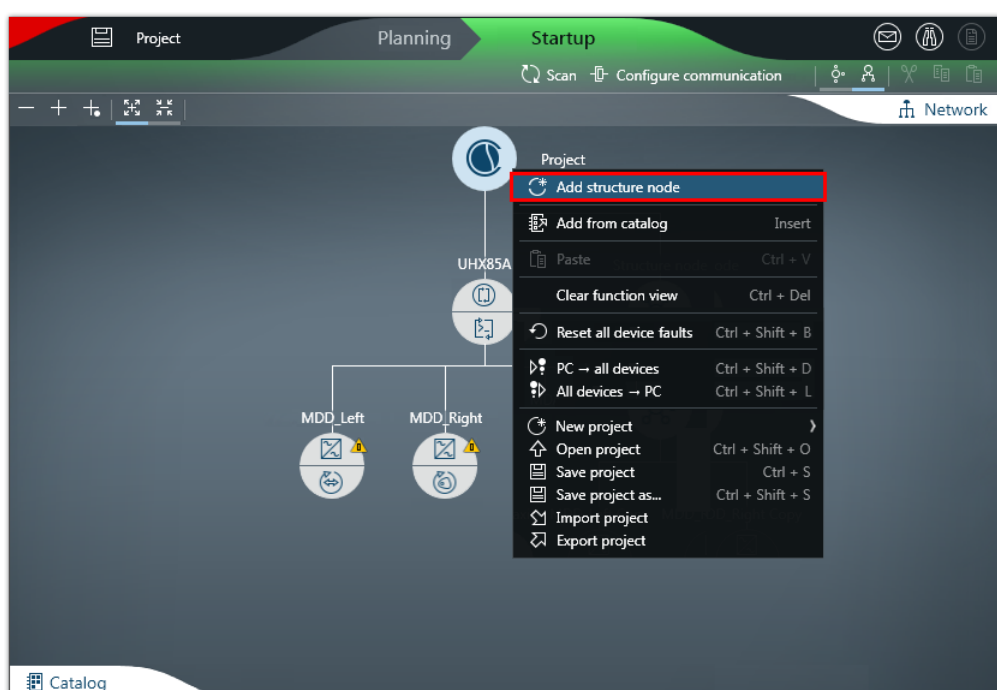 Project
Planning
Startup
Scan
Configure communication
Network
Project
Add structure node
Add from catalog Insert
Paste Ctrl + V
Clear function view Ctrl + Del
Reset all device faults Ctrl + Shift + B
PC → all devices Ctrl + Shift + D
All devices → PC Ctrl + Shift + L
New project
Open project Ctrl + Shift + O
Save project Ctrl + S
Save project as... Ctrl + Shift + S
Import project
Export project
UHX85A
MDD_Left
MDD_Right
Catalog